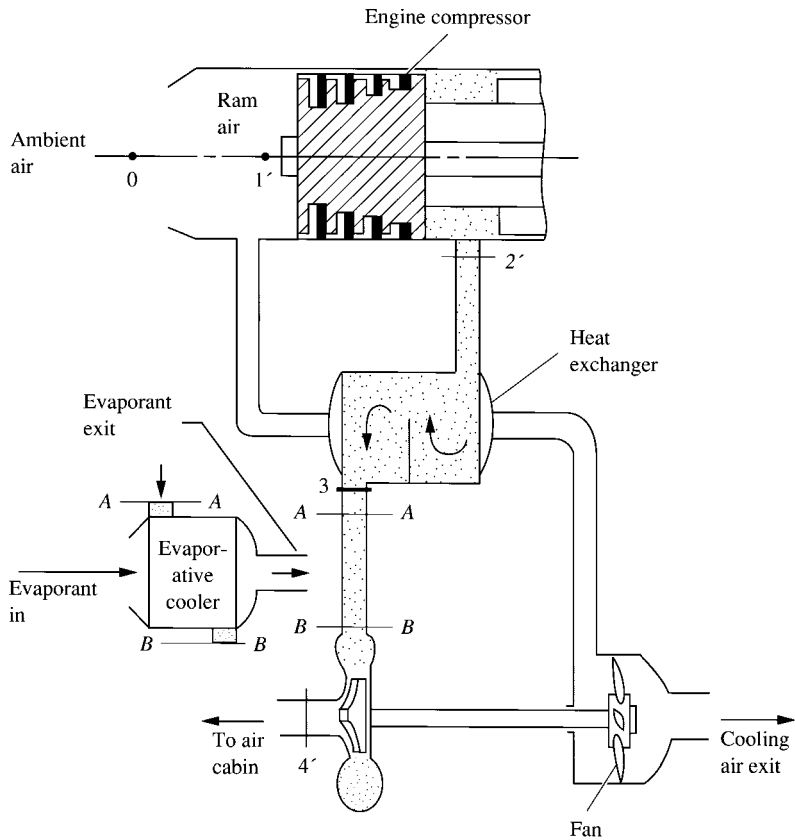 Engine compressor
Ram
air
Ambient
air
0
1´
2´
Heat
exchanger
Evaporant
exit
3
A A
A A
Evapor-
ative
cooler
Evaporant
in
B B
B B
To air
cabin
4´
Cooling
air exit
Fan